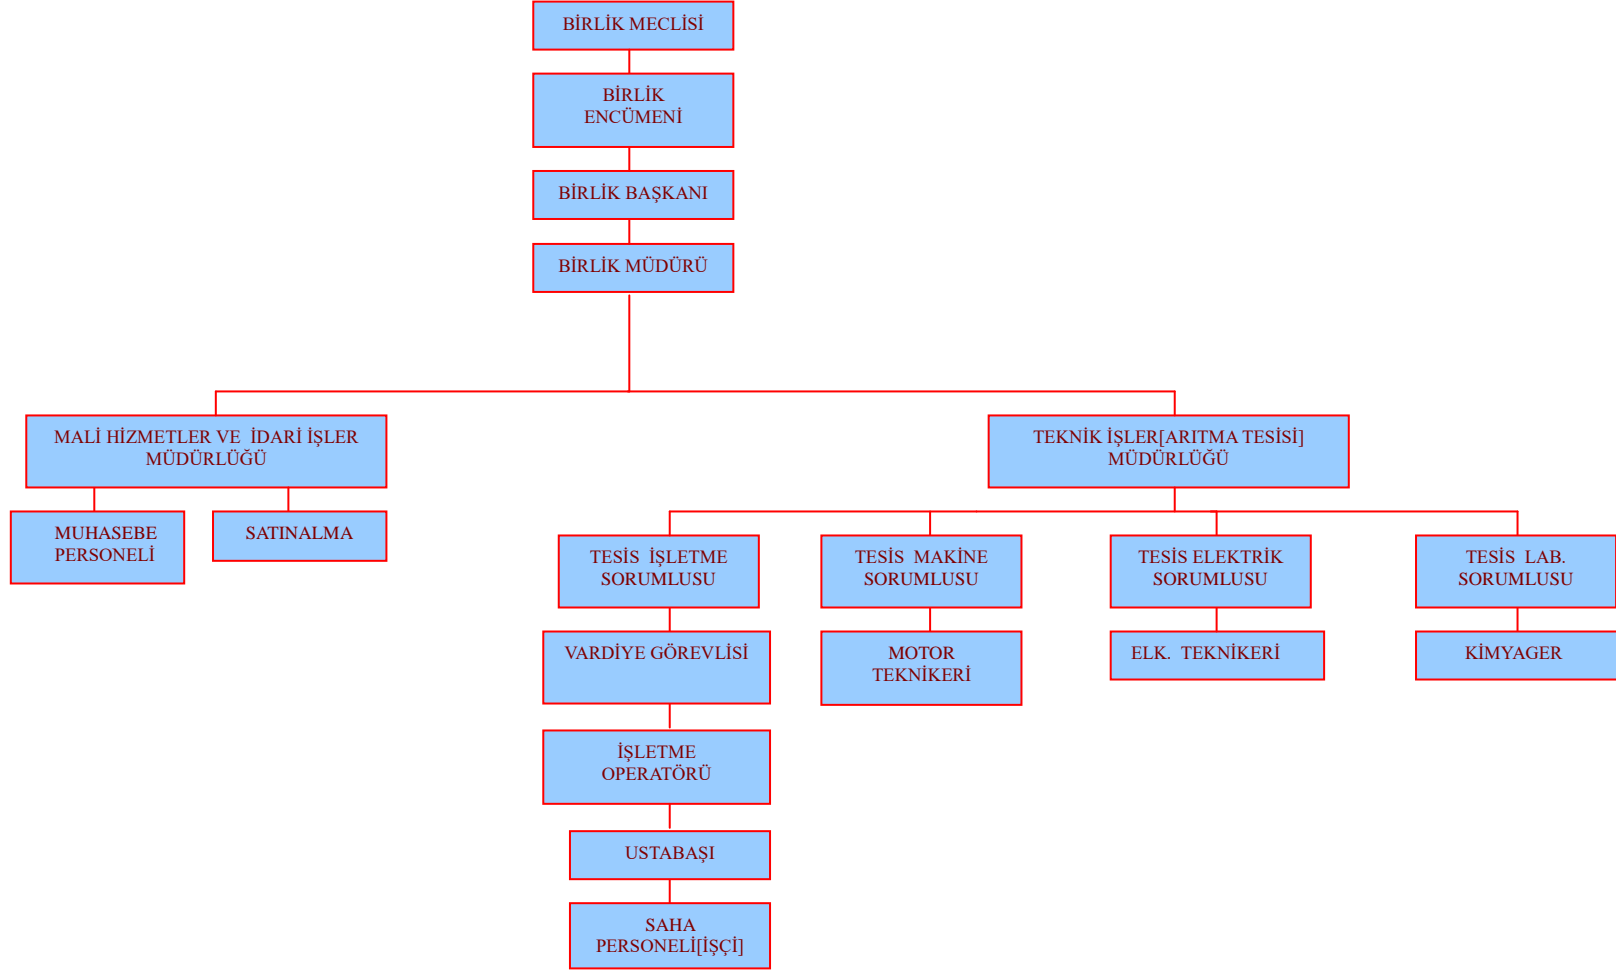 BİRLİK MECLİSİ
BİRLİK
ENCÜMENİ
BİRLİK BAŞKANI
BİRLİK MÜDÜRÜ
MALİ HİZMETLER VE İDARİ İŞLER
MÜDÜRLÜĞÜ
TEKNİK İŞLER[ARITMA TESİSİ]
MÜDÜRLÜĞÜ
MUHASEBE
PERSONELİ
SATINALMA
TESİS İŞLETME
SORUMLUSU
TESİS MAKİNE
SORUMLUSU
TESİS ELEKTRİK
SORUMLUSU
TESİS LAB.
SORUMLUSU
VARDİYE GÖREVLİSİ
MOTOR
TEKNİKERİ
ELK. TEKNİKERİ
KİMYAGER
İŞLETME
OPERATÖRÜ
USTABAŞI
SAHA
PERSONELİ[İŞÇİ]